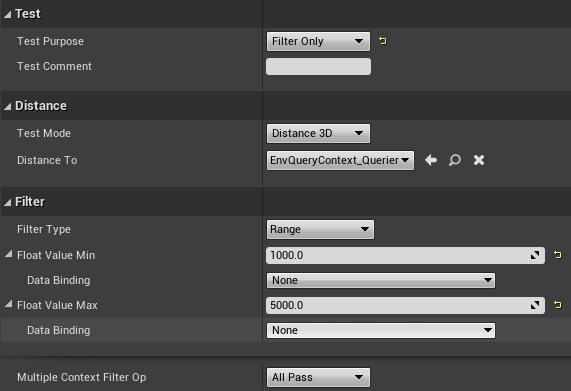 Test
Test Purpose Filter Only
Test Comment
Distance
Test Mode Distance 3D
Distance To EnvQueryContext_Querier
Filter
Filter Type Range
Float Value Min 1000.0
Data Binding None
Float Value Max 5000.0
Data Binding None
Multiple Context Filter Op All Pass